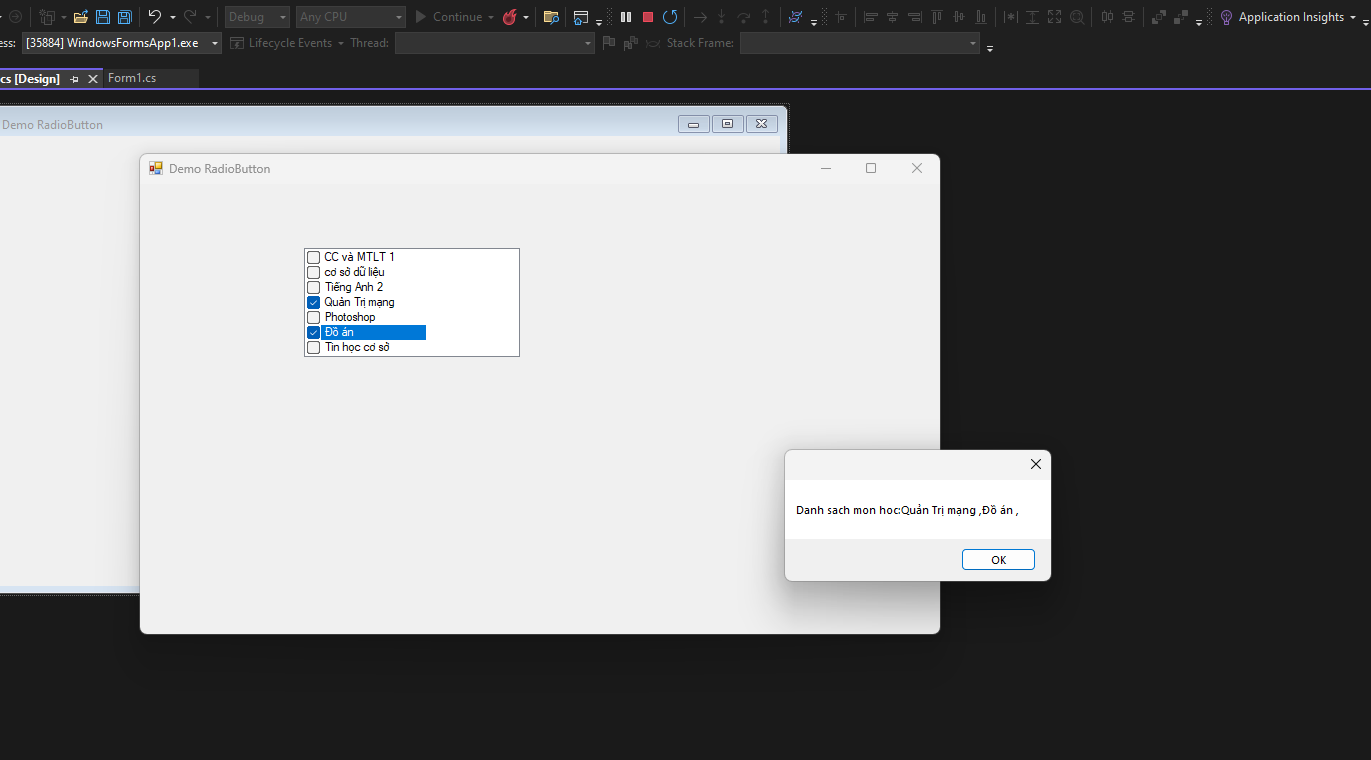 Debug Any CPU Continue Application Insights
ess: [35884] WindowsFormsApp1.exe Lifecycle Events Thread: Stack Frame:
cs [Design] Form1.cs
Demo RadioButton
Demo RadioButton
CC và MTLT 1
cơ sở dữ liệu
Tiếng Anh 2
Quản Trị mạng
Photoshop
Đồ án
Tin học cơ sở
Danh sach mon hoc:Quản Trị mạng ,Đồ án ,
OK